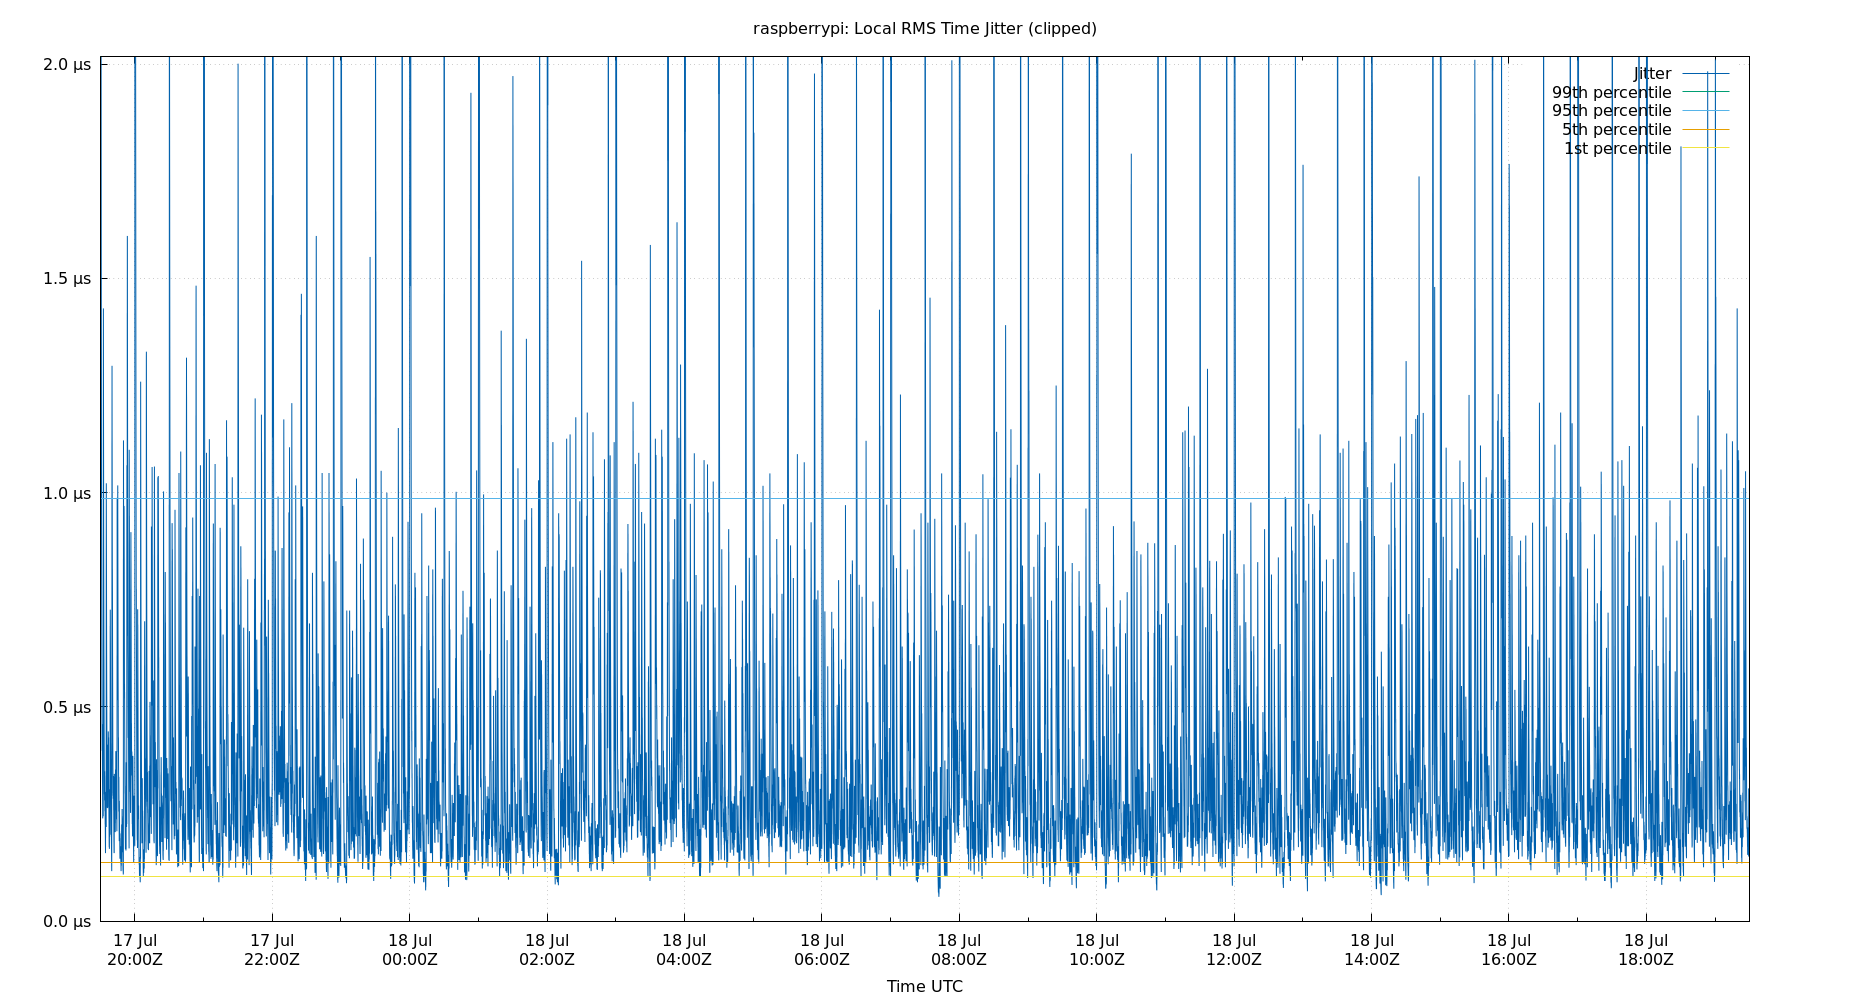 raspberrypi: Local RMS Time Jitter (clipped)
2.0 µs
1.5 µs
1.0 µs
0.5 µs
0.0 µs
Jitter
99th percentile
95th percentile
5th percentile
1st percentile
17 Jul 17 Jul 18 Jul 18 Jul 18 Jul 18 Jul 18 Jul 18 Jul 18 Jul 18 Jul 18 Jul 18 Jul
20:00Z 22:00Z 00:00Z 02:00Z 04:00Z 06:00Z 08:00Z 10:00Z 12:00Z 14:00Z 16:00Z 18:00Z
Time UTC